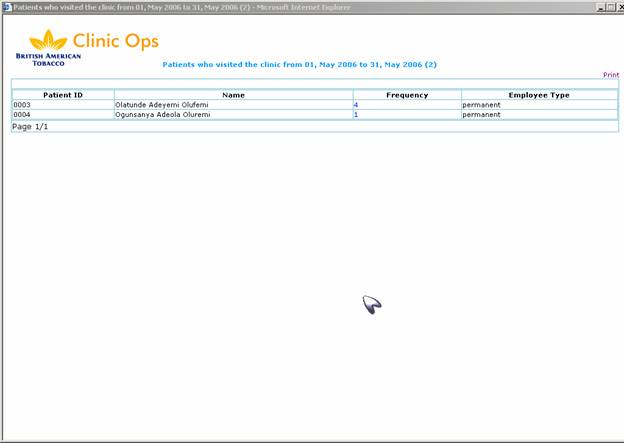 Patients who visited the clinic from 01, May 2006 to 31, May 2006 (2) - Microsoft Internet Explorer
Clinic Ops
BRITISH AMERICAN
TOBACCO
Patients who visited the clinic from 01, May 2006 to 31, May 2006 (2)
Print
Patient ID Name Frequency Employee Type
0003 Olatunde Adeyemi Olufemi 4 permanent
0004 Ogunsanya Adeola Oluremi 1 permanent
Page 1/1